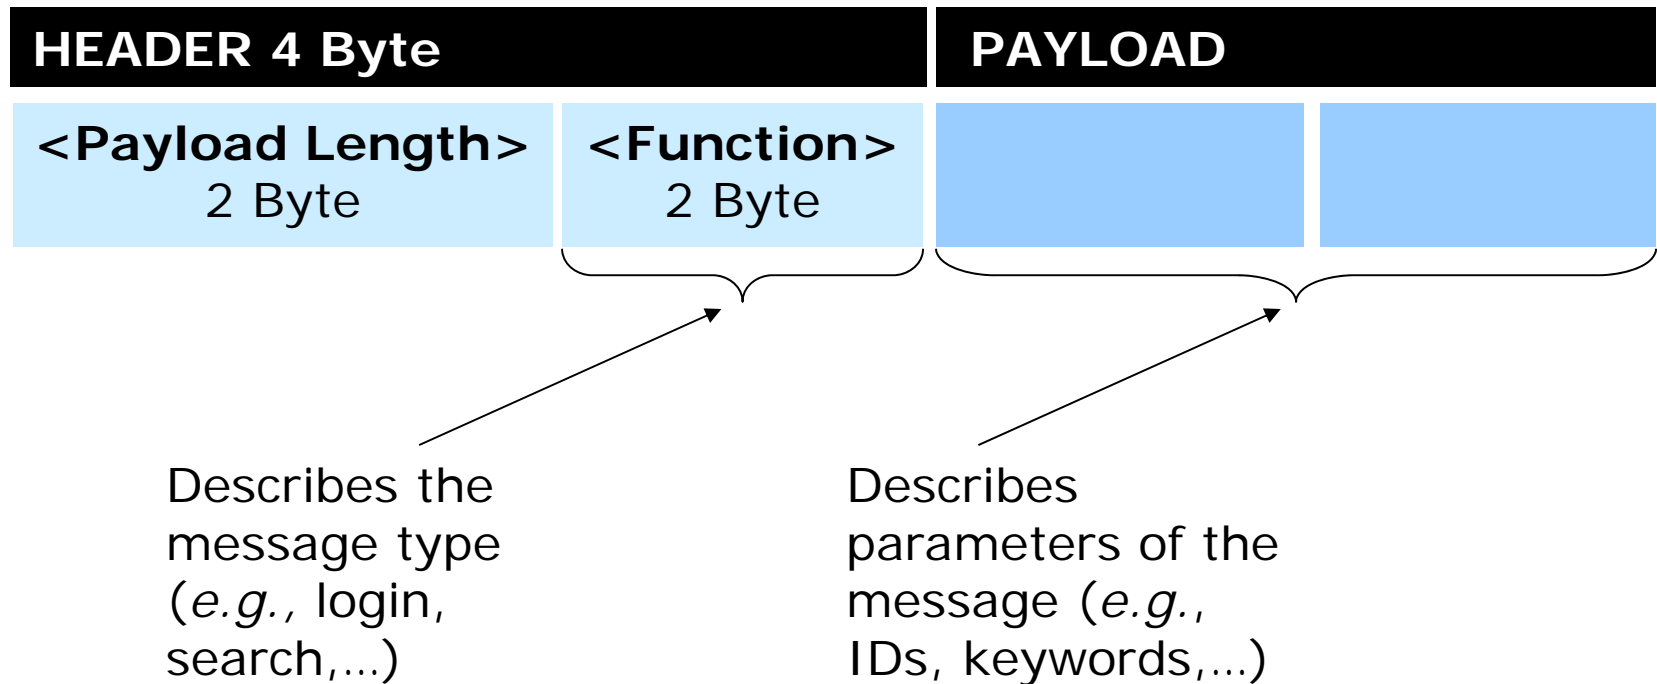 HEADER 4 Byte
PAYLOAD
<Payload Length>
2 Byte
<Function>
2 Byte
Describes the
message type
(e.g., login,
search,...)
Describes
parameters of the
message (e.g.,
IDs, keywords,...)